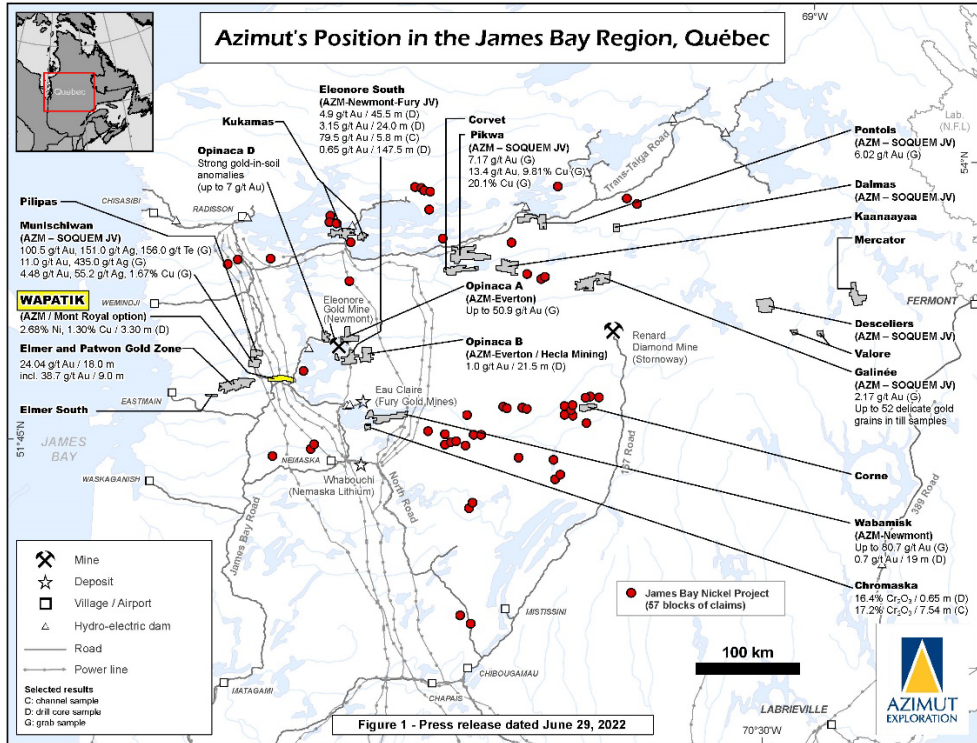 Azimut's Position in the James Bay Region, Québec
Québec
69° W
Lab.
(N.F.L)
54° N
51° 45' N
70°30' W
Eleonore South
(AZM-Newmont-Fury JV)
4.9 g/t Au / 45.5 m (D)
3.15 g/t Au / 24.0 m (D)
79.5 g/t Au / 5.8 m (C)
0.65 g/t Au / 147.5 m (D)
Kukamas
Opinaca D
Strong gold-in-soil
anomalies
(up to 7 g/t Au)
Corvet
Pikwa
(AZM – SOQUEM JV)
7.17 g/t Au (G)
13.4 g/t Au, 9.81% Cu (G)
20.1% Cu (G)
Trans-Taiga Road
Pontois
(AZM – SOQUEM JV)
6.02 g/t Au (G)
Dalmas
(AZM – SOQUEM JV)
Kaanaayaa
Mercator
FERMONT
CHISASIBI
RADISSON
Pilipas
Munischiwan
(AZM – SOQUEM JV)
100.5 g/t Au, 151.0 g/t Ag, 156.0 g/t Te (G)
11.0 g/t Au, 435.0 g/t Ag (G)
4.48 g/t Au, 55.2 g/t Ag, 1.67% Cu (G)
WEMINDJI
WAPATIK
(AZM / Mont Royal option)
2.68% Ni, 1.30% Cu / 3.30 m (D)
Elmer and Patwon Gold Zone
24.04 g/t Au / 18.0 m
incl. 38.7 g/t Au / 9.0 m
Elmer South
EASTMAIN
JAMES
BAY
WASKAGANISH
NEMASKA
Eleonore
Gold Mine
(Newmont)
Opinaca A
(AZM-Everton)
Up to 50.9 g/t Au (G)
Opinaca B
(AZM-Everton / Hecla Mining)
1.0 g/t Au / 21.5 m (D)
Eau Claire
(Fury Gold Mines)
Renard
Diamond Mine
(Stornoway)
Desceliers
(AZM – SOQUEM JV)
Valore
Galinée
(AZM – SOQUEM JV)
2.17 g/t Au (G)
Up to 52 delicate gold
grains in till samples
Corne
Wabamisk
(AZM-Newmont)
Up to 80.7 g/t Au (G)
0.7 g/t Au / 19 m (D)
Chromaska
16.4% Cr₂O₃ / 0.65 m (D)
17.2% Cr₂O₃ / 7.54 m (C)
Whabouchi
(Nemaska Lithium)
North Road
James Bay Road
167 Road
389 Road
MISTISSINI
CHIBOUGAMAU
CHAPAIS
MATAGAMI
LABRIEVILLE
Mine
Deposit
Village / Airport
Hydro-electric dam
Road
Power line
Selected results
C: channel sample
D: drill core sample
G: grab sample
James Bay Nickel Project
(57 blocks of claims)
100 km
AZIMUT
EXPLORATION
Figure 1 - Press release dated June 29, 2022